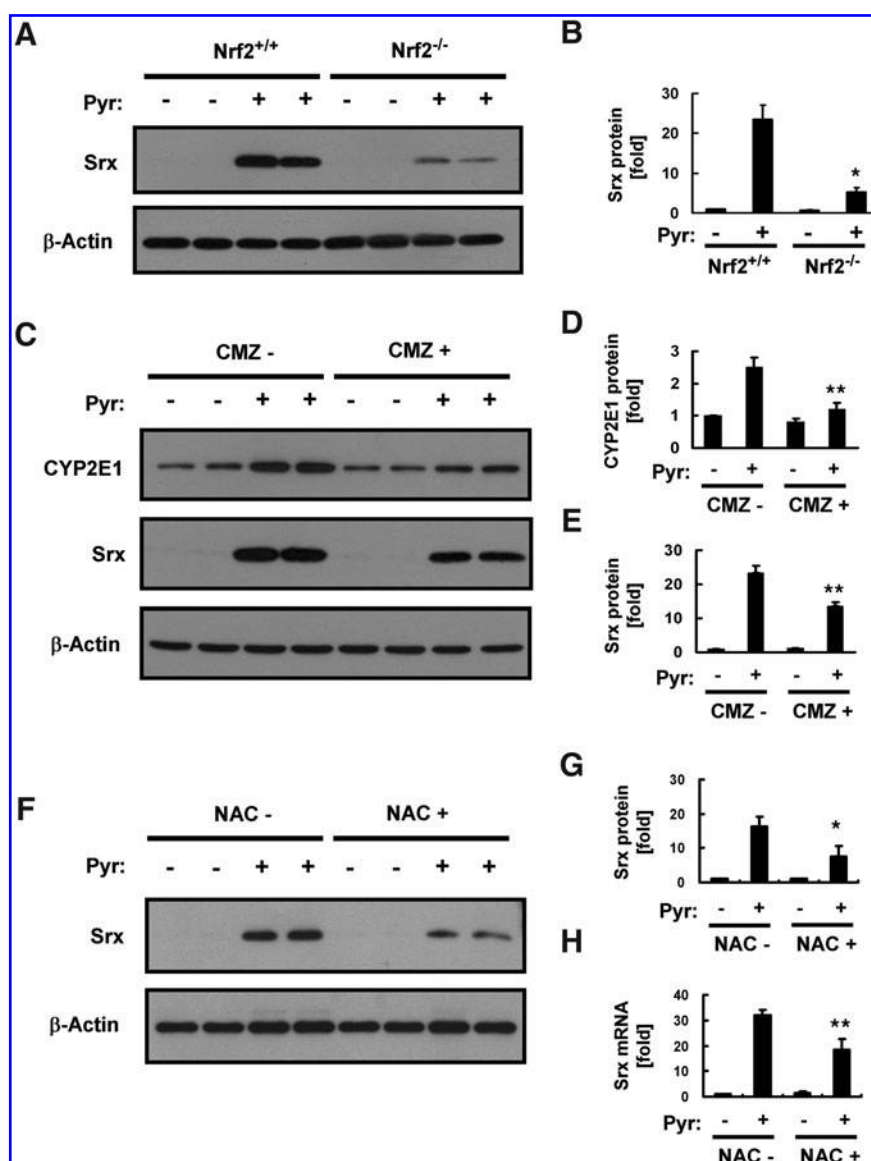 A
Nrf2+/+ Nrf2-/-
Pyr: - - + + - - + +
Srx
β-Actin
B
Srx protein
[fold]
30
20
10
0
Pyr: - + - +
*
Nrf2+/+ Nrf2-/-
C
CMZ - CMZ +
Pyr: - - + + - - + +
CYP2E1
Srx
β-Actin
D
CYP2E1 protein
[fold]
3
2
1
0
**
Pyr: - + - +
CMZ - CMZ +
E
Srx protein
[fold]
30
20
10
0
**
Pyr: - + - +
CMZ - CMZ +
F
NAC - NAC +
Pyr: - - + + - - + +
Srx
β-Actin
G
Srx protein
[fold]
30
20
10
0
*
Pyr: - + - +
NAC - NAC +
H
Srx mRNA
[fold]
40
30
20
10
0
**
Pyr: - + - +
NAC - NAC +